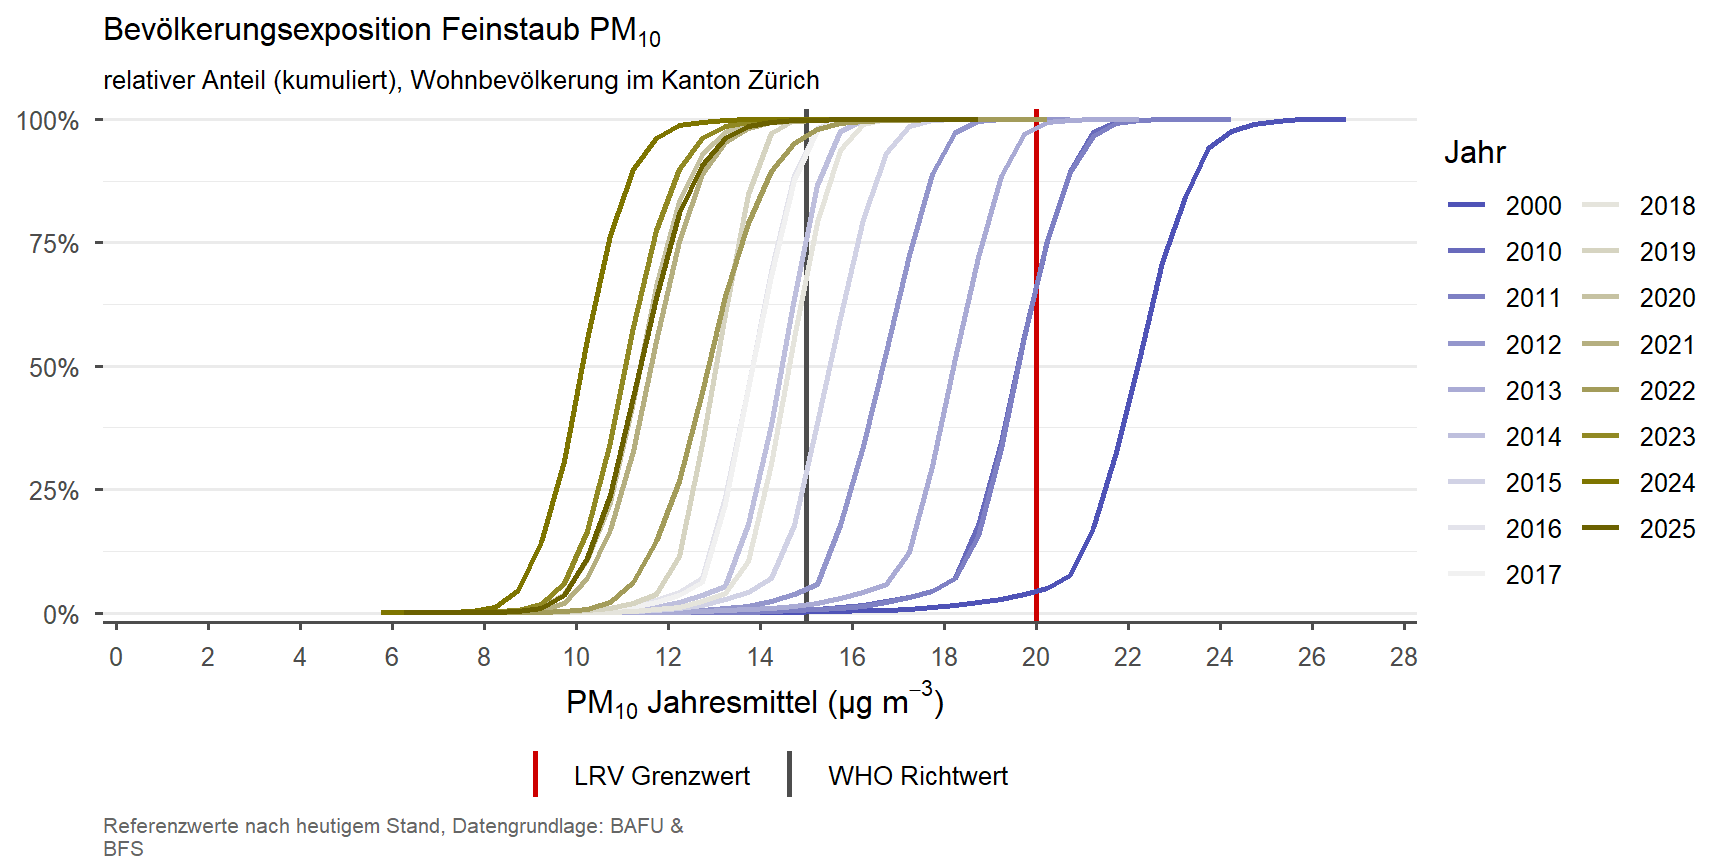 Bevölkerungsexposition Feinstaub PM₁₀
relativer Anteil (kumuliert), Wohnbevölkerung im Kanton Zürich
100%
75%
50%
25%
0%
0 2 4 6 8 10 12 14 16 18 20 22 24 26 28
PM₁₀ Jahresmittel (µg m⁻³)
Jahr
2000 2018
2010 2019
2011 2020
2012 2021
2013 2022
2014 2023
2015 2024
2016 2025
2017
LRV Grenzwert WHO Richtwert
Referenzwerte nach heutigem Stand, Datengrundlage: BAFU &
BFS